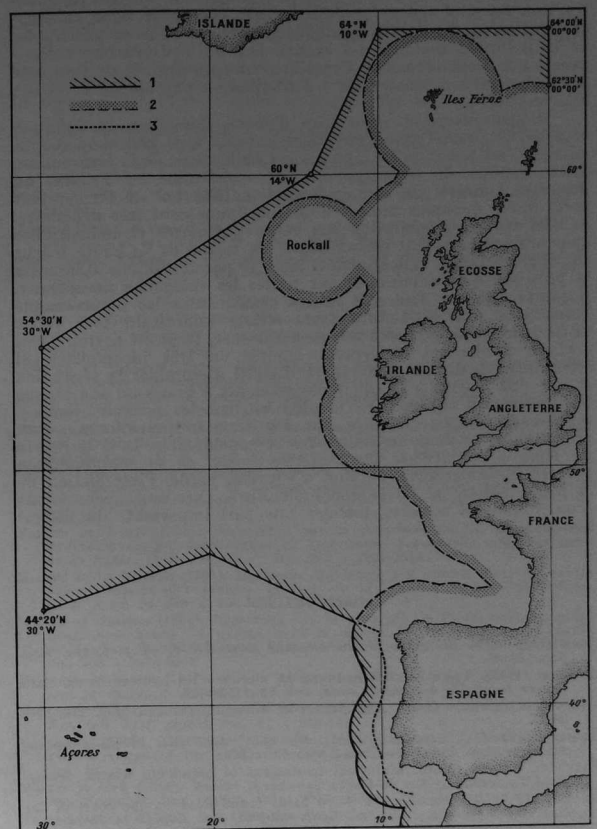 ISLANDE
64°N
10°W
64°00'N
00°00'
1
2
3
Iles Féroé
62°30'N
00°00'
60°N
14°W
60°
Rockall
ECOSSE
54°30'N
30°W
IRLANDE
ANGLETERRE
50°
FRANCE
44°20'N
30°W
ESPAGNE
40°
Açores
30°
20°
10°